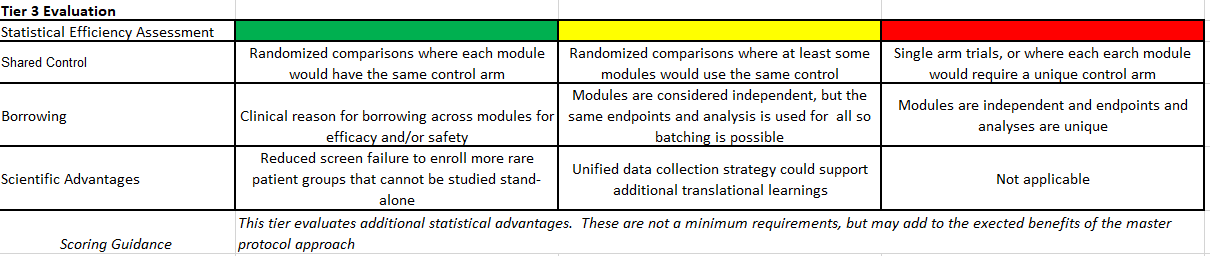 Tier 3 Evaluation
Statistical Efficiency Assessment
Shared Control
Randomized comparisons where each module
would have the same control arm
Randomized comparisons where at least some
modules would use the same control
Single arm trials, or where each earch module
would require a unique control arm
Borrowing
Clinical reason for borrowing across modules for
efficacy and/or safety
Modules are considered independent, but the
same endpoints and analysis is used for all so
batching is possible
Modules are independent and endpoints and
analyses are unique
Scientific Advantages
Reduced screen failure to enroll more rare
patient groups that cannot be studied stand-
alone
Unified data collection strategy could support
additional translational learnings
Not applicable
Scoring Guidance
This tier evaluates additional statistical advantages. These are not a minimum requirements, but may add to the exected benefits of the master
protocol approach